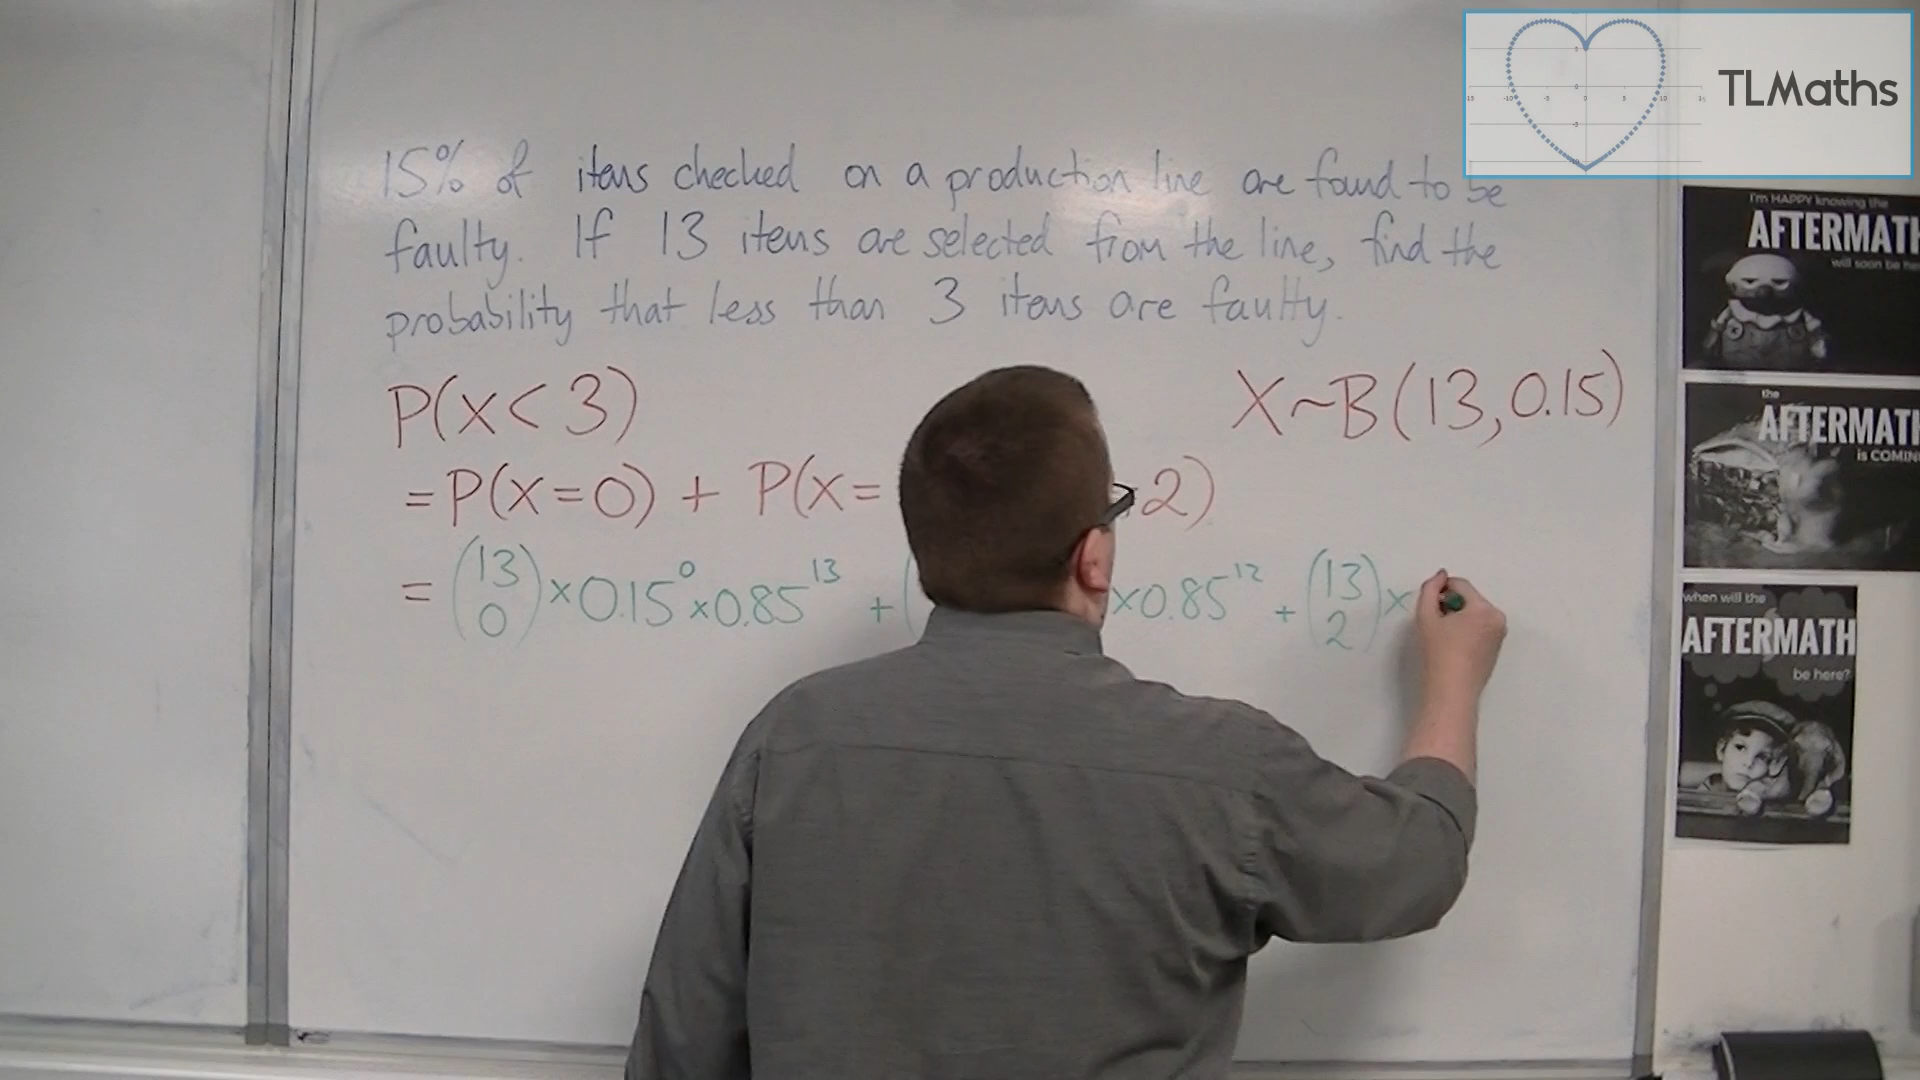 TLMaths
15% of items checked on a production line are found to be
faulty. If 13 items are selected from the line, find the
probability that less than 3 items are faulty.
P(X<3)
X~B(13,0.15)
=P(X=0) + P(X= 2)
= (13 0)×0.15⁰×0.85¹³ + ( ×0.85¹² + (13 2)×
I'm HAPPY knowing the
AFTERMATH
will soon be
the
AFTERMATH
is COMIN
when will the
AFTERMATH
be here?